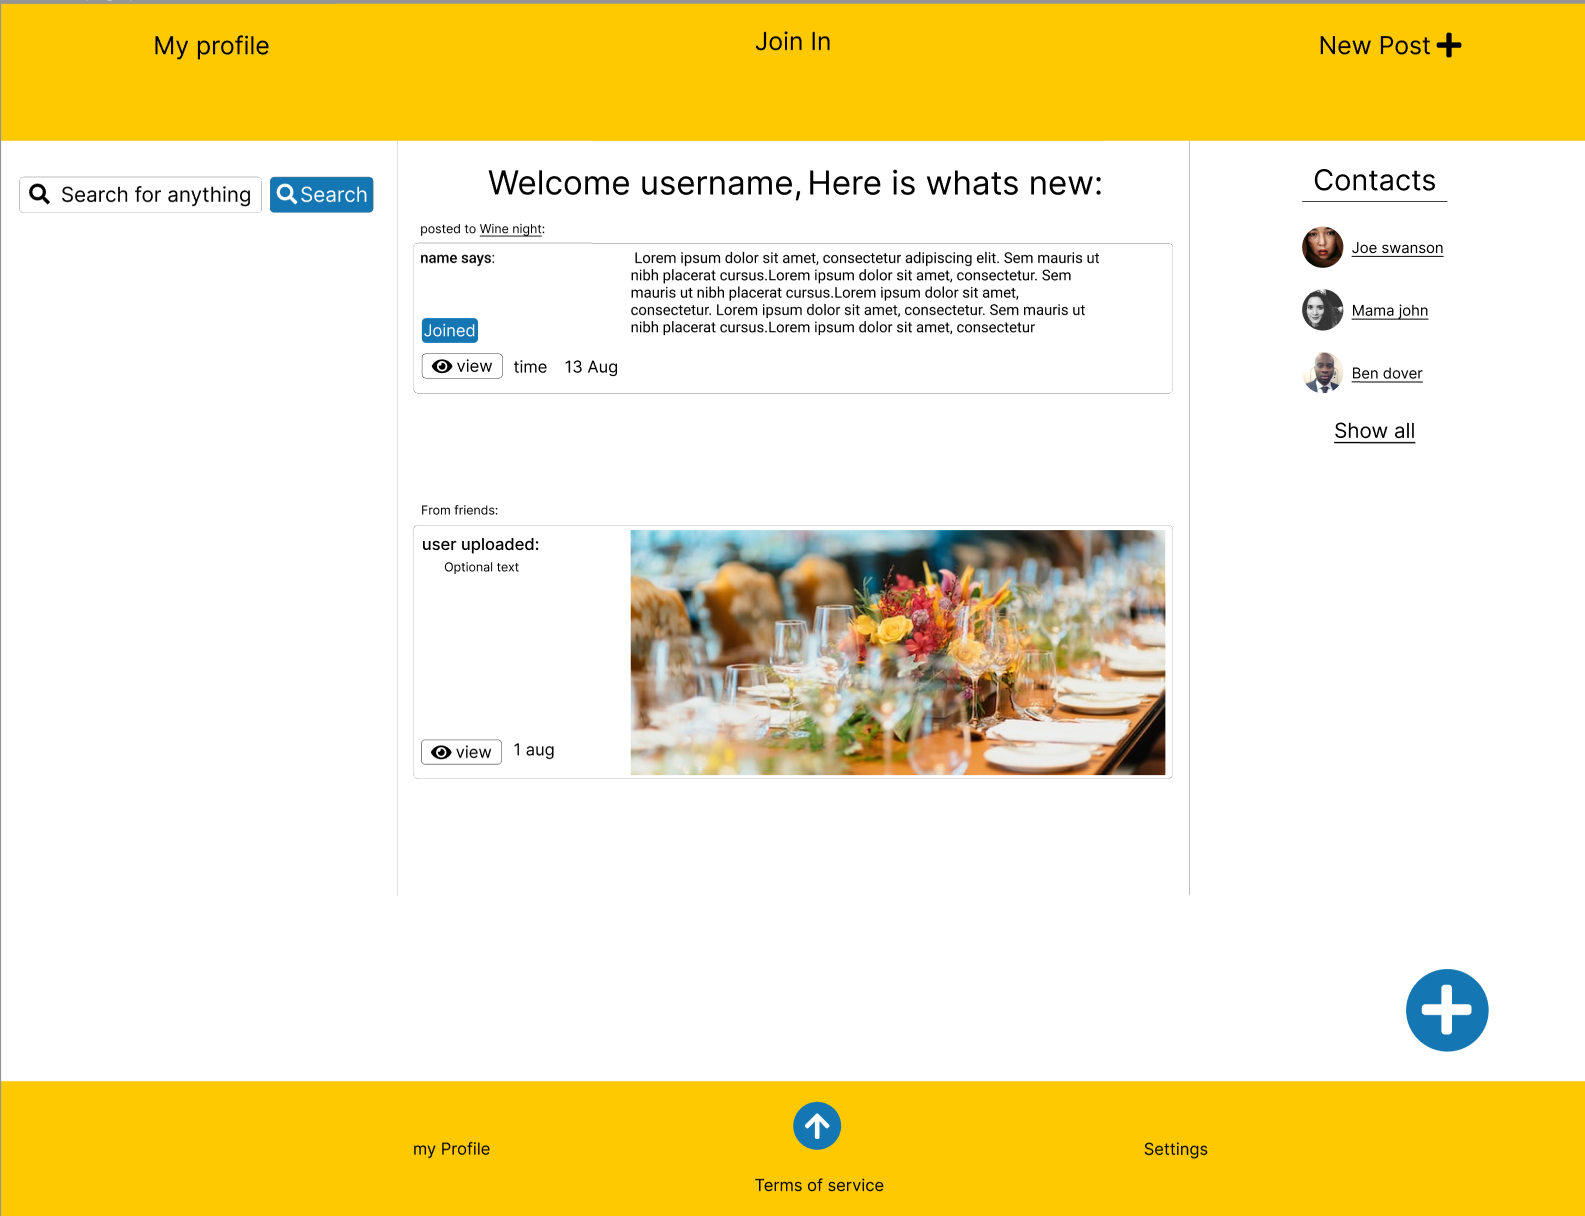 My profile
Join In
New Post
Search for anything
Search
Welcome username, Here is whats new:
posted to Wine night:
name says:
Lorem ipsum dolor sit amet, consectetur adipiscing elit. Sem mauris ut
nibh placerat cursus.Lorem ipsum dolor sit amet, consectetur. Sem
mauris ut nibh placerat cursus.Lorem ipsum dolor sit amet,
consectetur. Lorem ipsum dolor sit amet, consectetur. Sem mauris ut
nibh placerat cursus.Lorem ipsum dolor sit amet, consectetur
Joined
view time 13 Aug
From friends:
user uploaded:
Optional text
view 1 aug
Contacts
Joe swanson
Mama john
Ben dover
Show all
my Profile
Terms of service
Settings